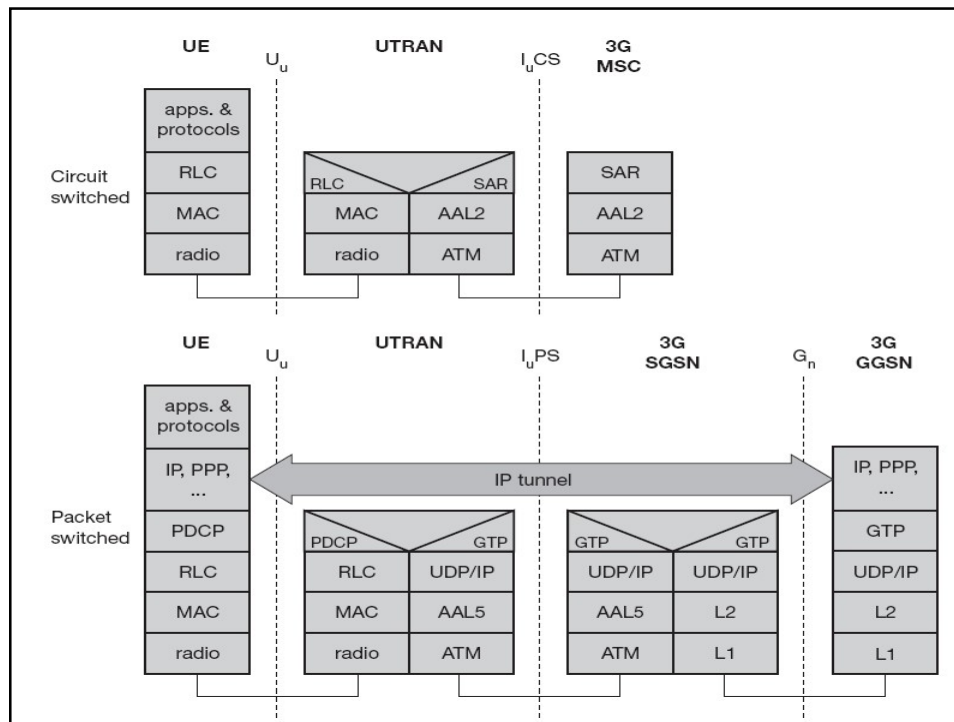 UE UTRAN 3G
MSC
Uu IuCS
apps. &
protocols
Circuit
switched
RLC RLC SAR SAR
MAC MAC AAL2 AAL2
radio radio ATM ATM
UE UTRAN 3G
SGSN 3G
GGSN
Uu IuPS Gn
apps. &
protocols
IP, PPP,
...
IP tunnel
IP, PPP,
...
Packet
switched
PDCP PDCP GTP GTP GTP GTP
RLC RLC UDP/IP UDP/IP UDP/IP UDP/IP
MAC MAC AAL5 AAL5 L2 L2
radio radio ATM ATM L1 L1